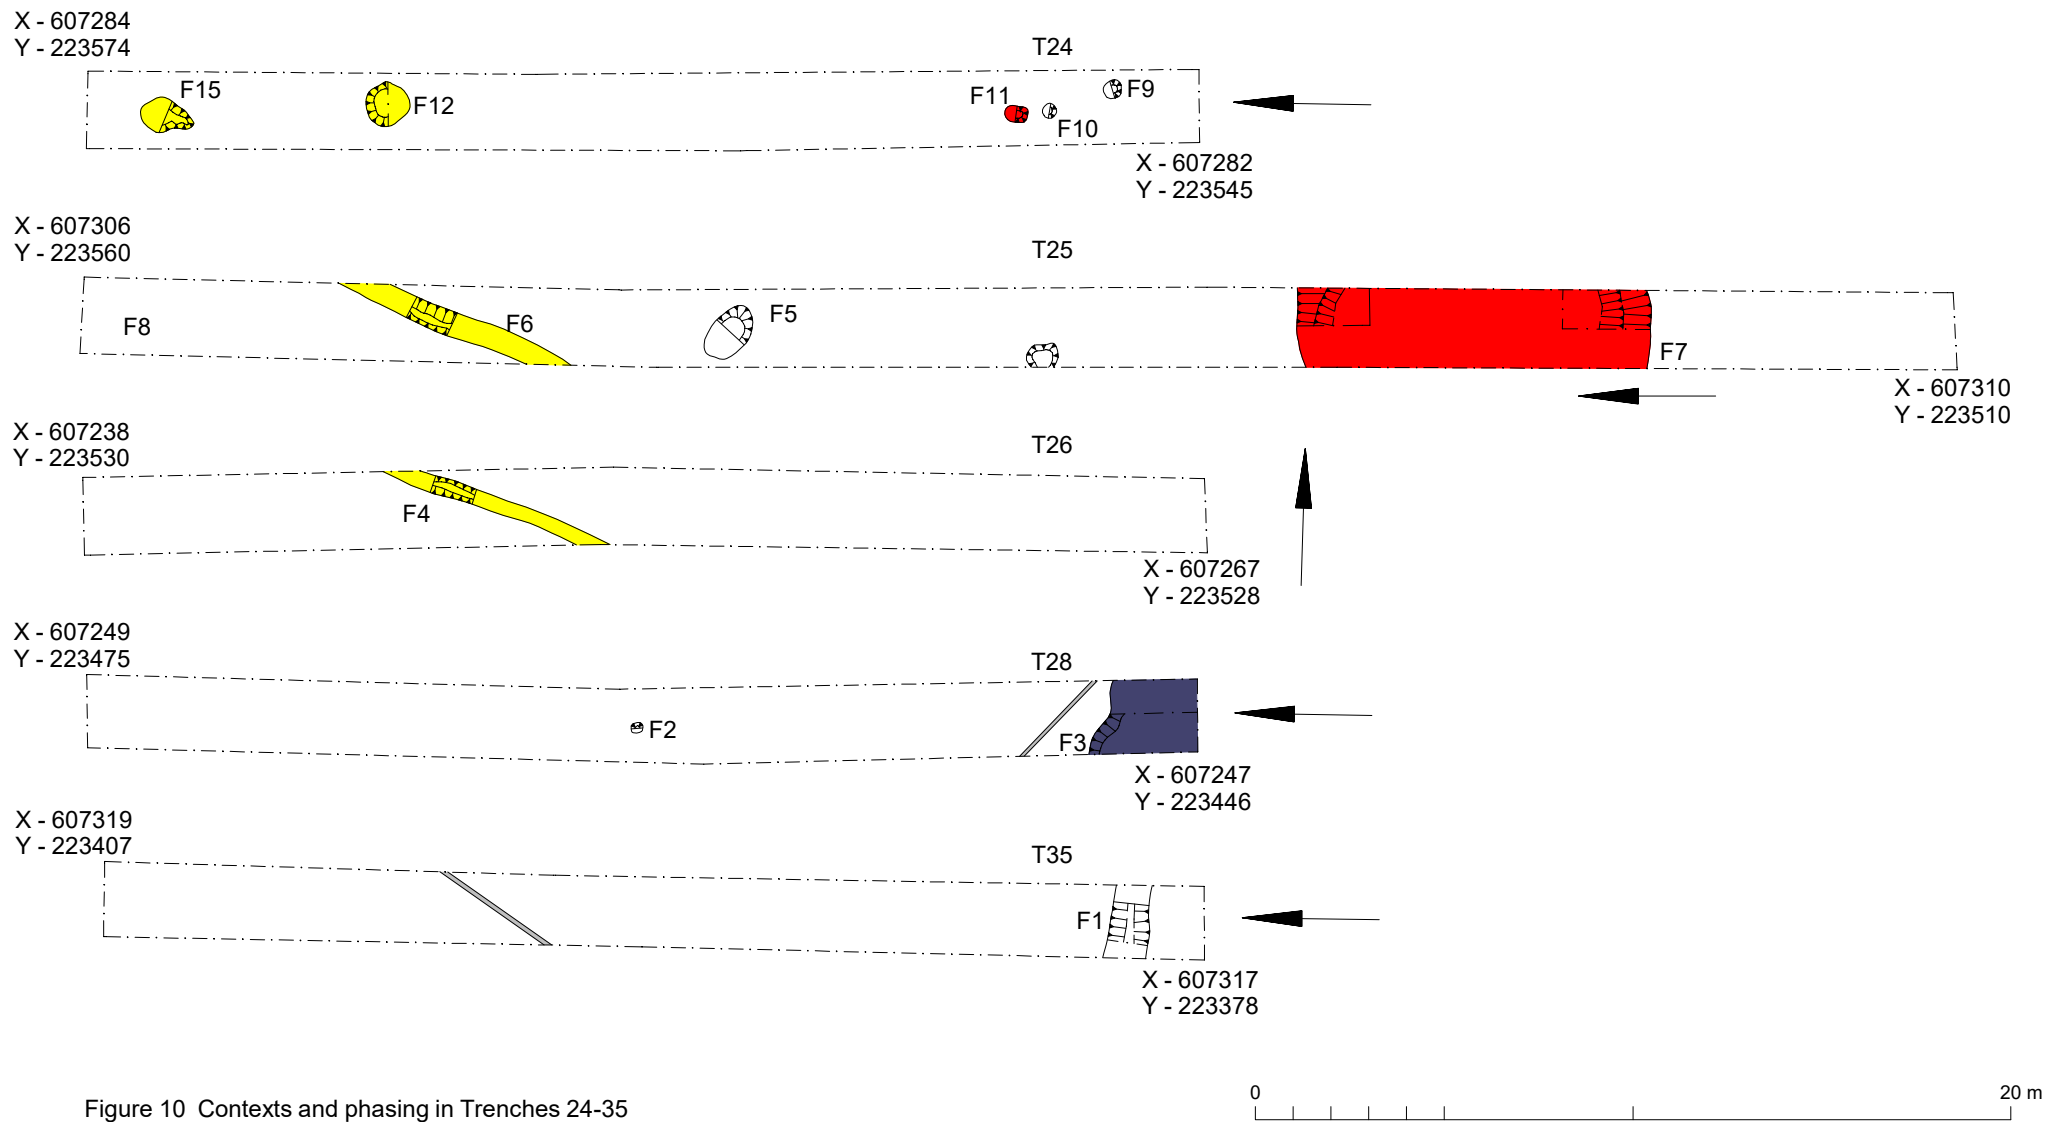 X - 607284
Y - 223574
T24
F15
F12
F11
F10
F9
X - 607282
Y - 223545
X - 607306
Y - 223560
T25
F8
F6
F5
F7
X - 607310
Y - 223510
X - 607238
Y - 223530
T26
F4
X - 607267
Y - 223528
X - 607249
Y - 223475
T28
F2
F3
X - 607247
Y - 223446
X - 607319
Y - 223407
T35
F1
X - 607317
Y - 223378
0
20 m
Figure 10 Contexts and phasing in Trenches 24-35